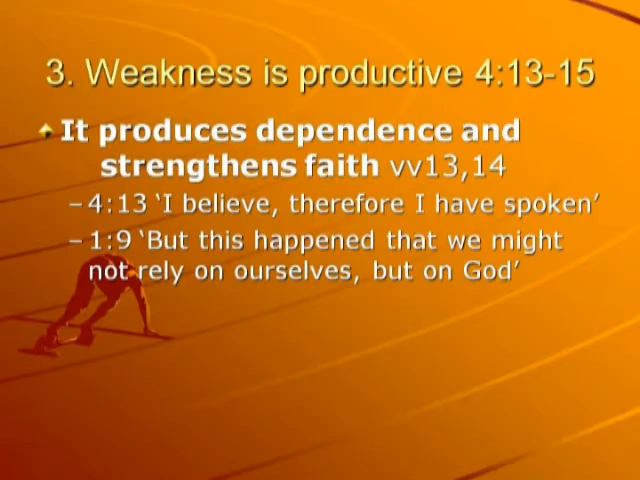 3. Weakness is productive 4:13-15
It produces dependence and
strengthens faith vv13,14
– 4:13 ‘I believe, therefore I have spoken’
– 1:9 ‘But this happened that we might
not rely on ourselves, but on God’